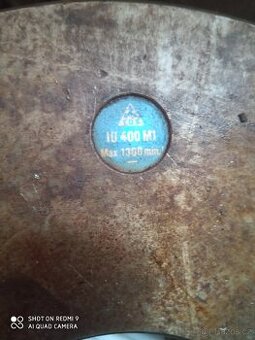 IU 400 M1
Max 1300 min.
SHOT ON REDMI 9
AI QUAD CAMERA